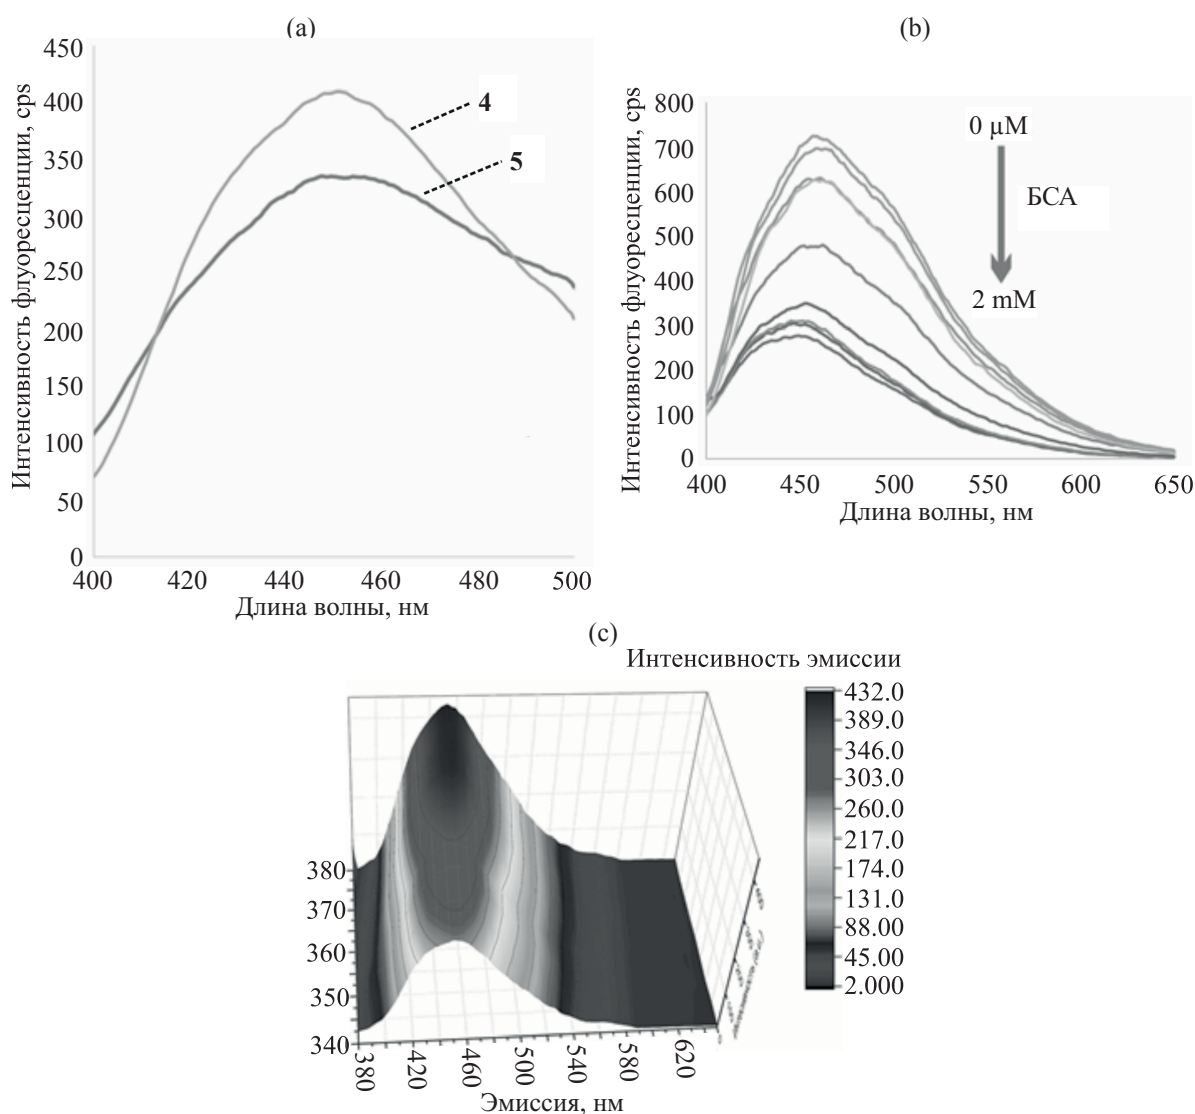 (a)
Интенсивность флуоресценции, cps
450
400
350
300
250
200
150
100
50
0
4
5
400 420 440 460 480 500
Длина волны, нм
(b)
Интенсивность флуоресценции, cps
800
700
600
500
400
300
200
100
0
0 μM
БСА
2 mM
400 450 500 550 600 650
Длина волны, нм
(c)
Интенсивность эмиссии
432.0
389.0
346.0
303.0
260.0
217.0
174.0
131.0
88.00
45.00
2.000
380
370
360
350
340
380 420 460 500 540 580 620
Эмиссия, нм